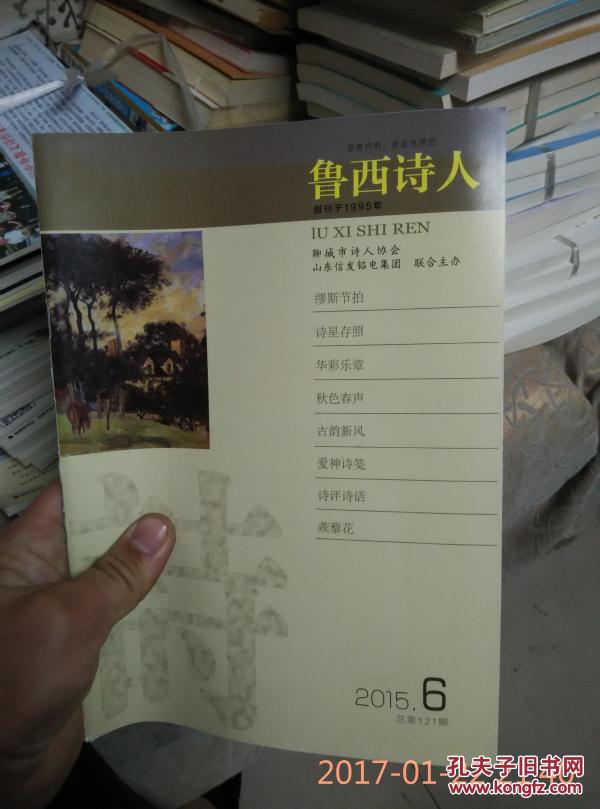 是鲁西的,更是世界的
鲁西诗人
创刊于1995年
lU XI SHI REN
聊城市诗人协会
山东信发铝电集团 联合主办
缪斯节拍
诗星存照
华彩乐章
秋色春声
古韵新风
爱神诗笺
诗评诗话
蒺藜花
詩
2015.6
总第121期
2017-01-22
孔夫子旧书网
www.kongfz.com